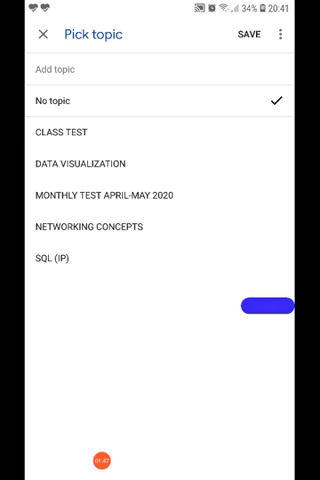 34% 20:41
Pick topic SAVE
Add topic
No topic
CLASS TEST
DATA VISUALIZATION
MONTHLY TEST APRIL-MAY 2020
NETWORKING CONCEPTS
SQL (IP)
01:47